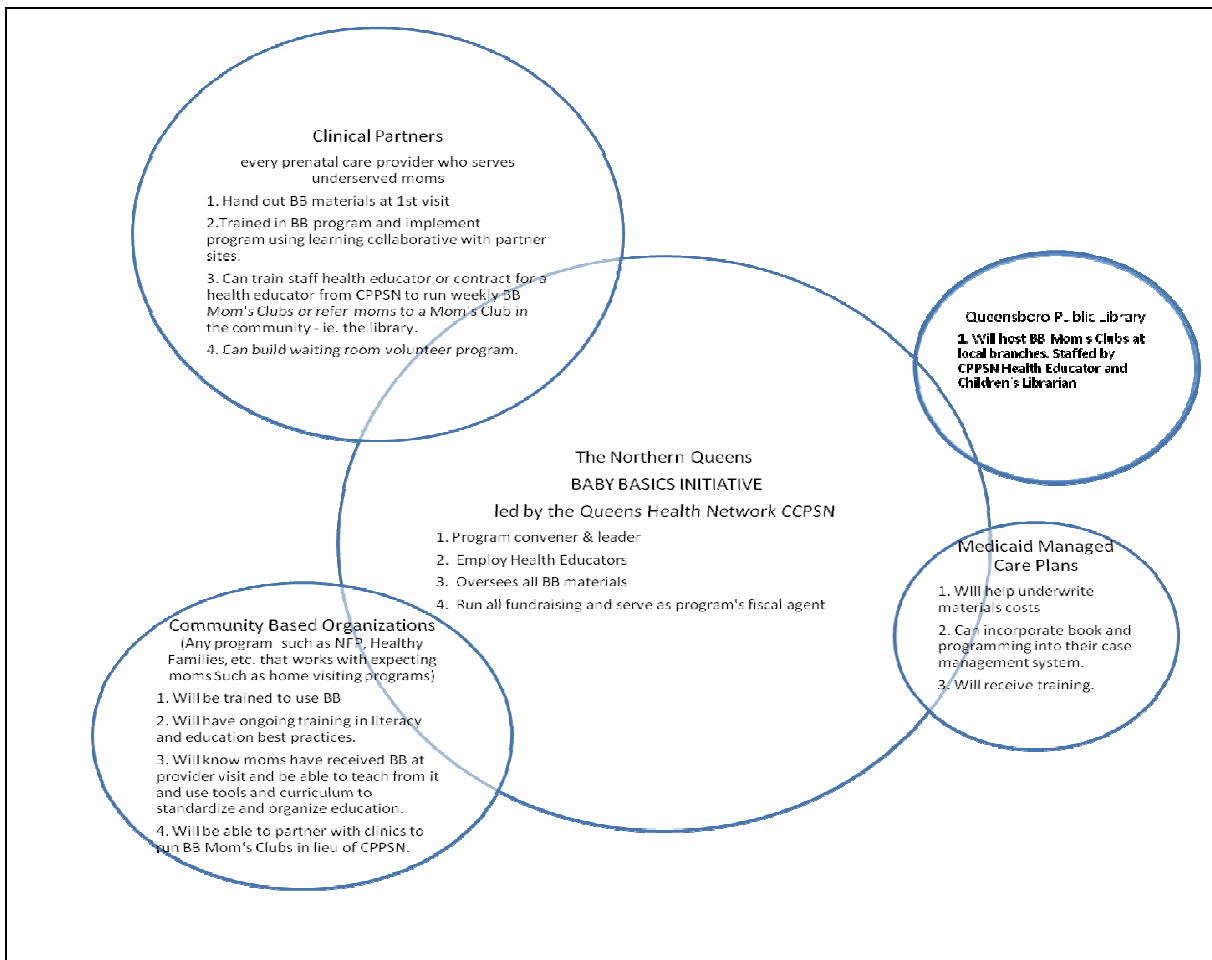 Clinical Partners
every prenatal care provider who serves
underserved moms
1. Hand out BB materials at 1st visit
2.Trained in BB program and implement
program using learning collaborative with partner
sites.
3. Can train staff health educator or contract for a
health educator from CPPSN to run weekly BB
Mom's Clubs or refer moms to a Mom's Club in
the community - ie. the library.
4. Can build waiting room volunteer program.
Queensboro Public Library
1. Will host BB Mom's Clubs at
local branches. Staffed by
CPPSN Health Educator and
Children's Librarian
The Northern Queens
BABY BASICS INITIATIVE
led by the Queens Health Network CCPSN
1. Program convener & leader
2. Employ Health Educators
3. Oversees all BB materials
4. Run all fundraising and serve as program's fiscal agent
Medicaid Managed
Care Plans
1. Will help underwrite
materials costs
2. Can incorporate book and
programming into their case
management system.
3. Will receive training.
Community Based Organizations
(Any program such as NFP, Healthy
Families, etc. that works with expecting
moms Such as home visiting programs)
1. Will be trained to use BB
2. Will have ongoing training in literacy
and education best practices.
3. Will know moms have received BB at
provider visit and be able to teach from it
and use tools and curriculum to
standardize and organize education.
4. Will be able to partner with clinics to
run BB Mom's Clubs in lieu of CPPSN.